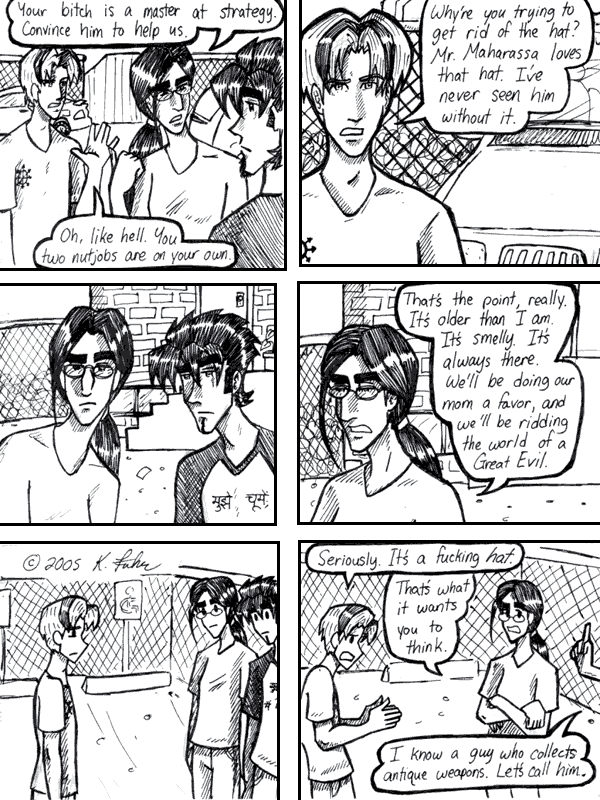 Your bitch is a master at strategy.
Convince him to help us.
Oh, like hell. You
two nutjobs are on your own.
Why're you trying to
get rid of the hat?
Mr. Maharassa loves
that hat. I've
never seen him
without it.
मुझे चूमें
That's the point, really.
It's older than I am.
It's smelly. It's
always there.
We'll be doing our
mom a favor, and
we'll be ridding
the world of a
Great Evil.
© 2005 K. Fuhr
Seriously. It's a fucking hat.
That's what
it wants
you to
think.
I know a guy who collects
antique weapons. Let's call him.